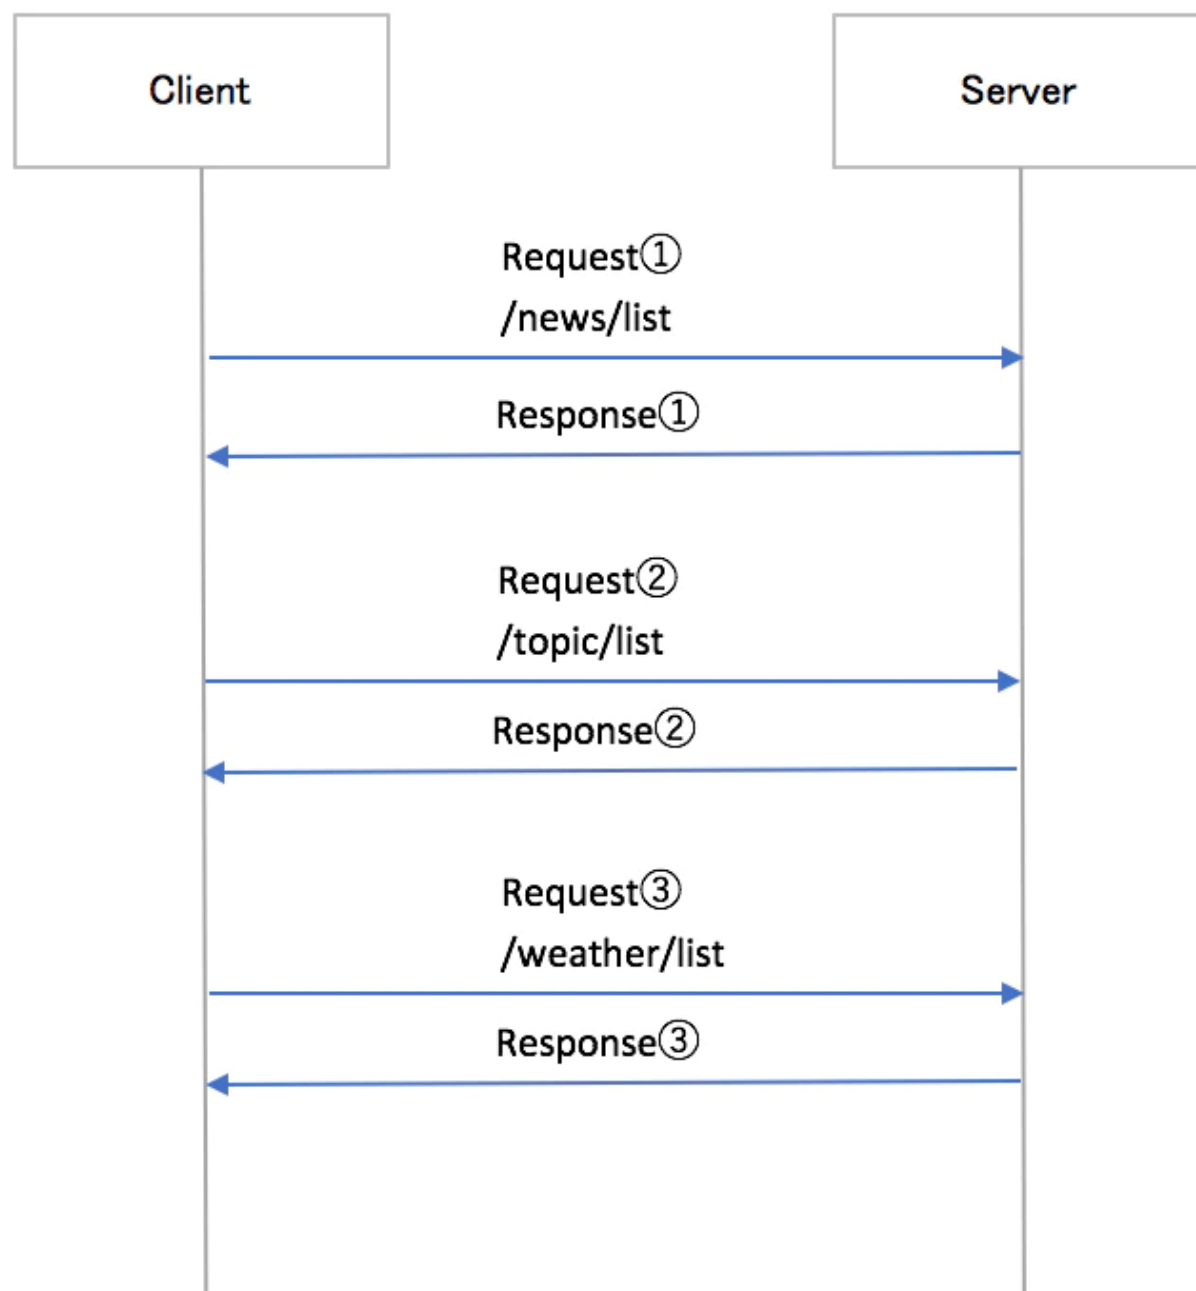 Client
Server
Request①
/news/list
Response①
Request②
/topic/list
Response②
Request③
/weather/list
Response③